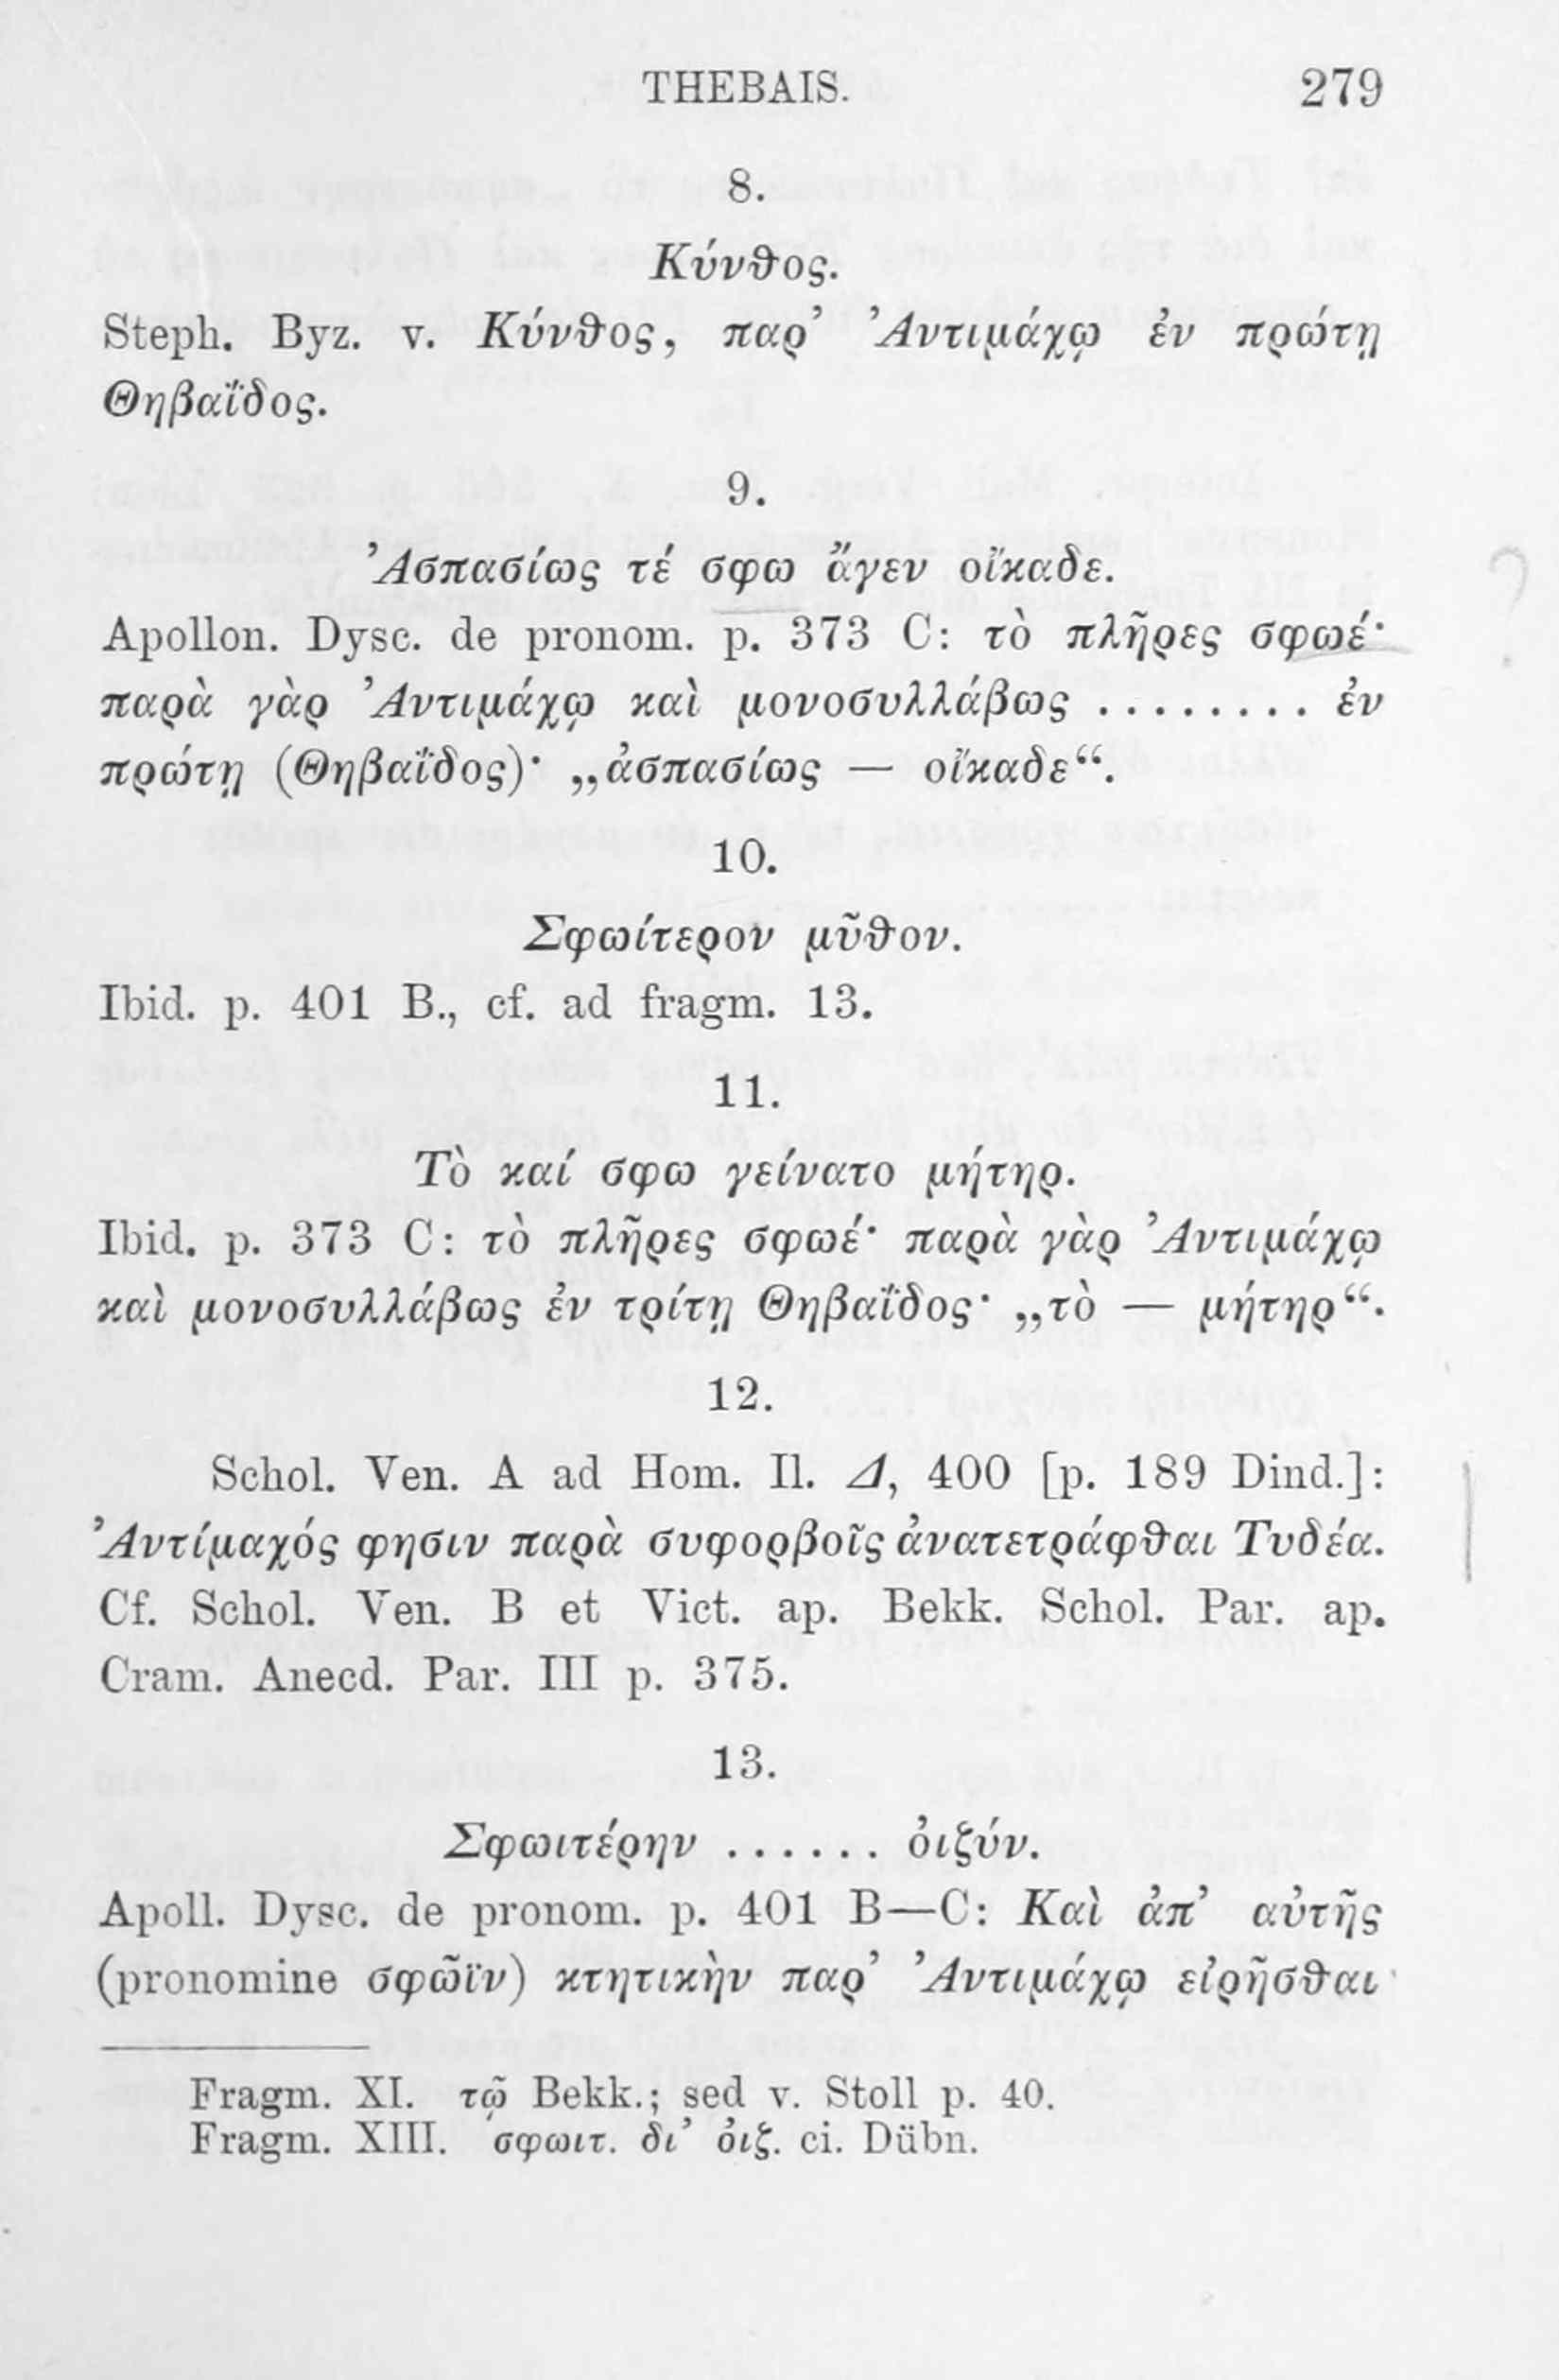 THEBAIS. 279
8.
Κύνθος.
Steph. Byz. v. Κύνθος, παρ’ Ἀντιμάχῳ ἐν πρώτῃ
Θηβαΐδος.
9.
Ἀσπασίως τέ σφω ἄγεν οἴκαδε.
Apollon. Dysc. de pronom. p. 373 C: τὸ πλῆρες σφωέ·
παρὰ γὰρ Ἀντιμάχῳ καὶ μονοσυλλάβως ......... ἐν
πρώτῃ (Θηβαΐδος)· „ἀσπασίως — οἴκαδε“.
10.
Σφωίτερον μῦθον.
Ibid. p. 401 B., cf. ad fragm. 13.
11.
Τὸ καί σφω γείνατο μήτηρ.
Ibid. p. 373 C: τὸ πλῆρες σφωέ· παρὰ γὰρ Ἀντιμάχῳ
καὶ μονοσυλλάβως ἐν τρίτῃ Θηβαΐδος· „τὸ — μήτηρ“.
12.
Schol. Ven. A ad Hom. Il. Δ, 400 [p. 189 Dind.]:
Ἀντίμαχός φησιν παρὰ συφορβοῖς ἀνατετράφθαι Τυδέα.
Cf. Schol. Ven. B et Vict. ap. Bekk. Schol. Par. ap.
Cram. Anecd. Par. III p. 375.
13.
Σφωιτέρην ...... ὀιζύν.
Apoll. Dysc. de pronom. p. 401 B—C: Καὶ ἀπ’ αὐτῆς
(pronomine σφῶϊν) κτητικὴν παρ’ Ἀντιμάχῳ εἰρῆσθαι
Fragm. XI. τῷ Bekk.; sed v. Stoll p. 40.
Fragm. XIII. σφωιτ. δι’ ὀιζ. ci. Dübn.